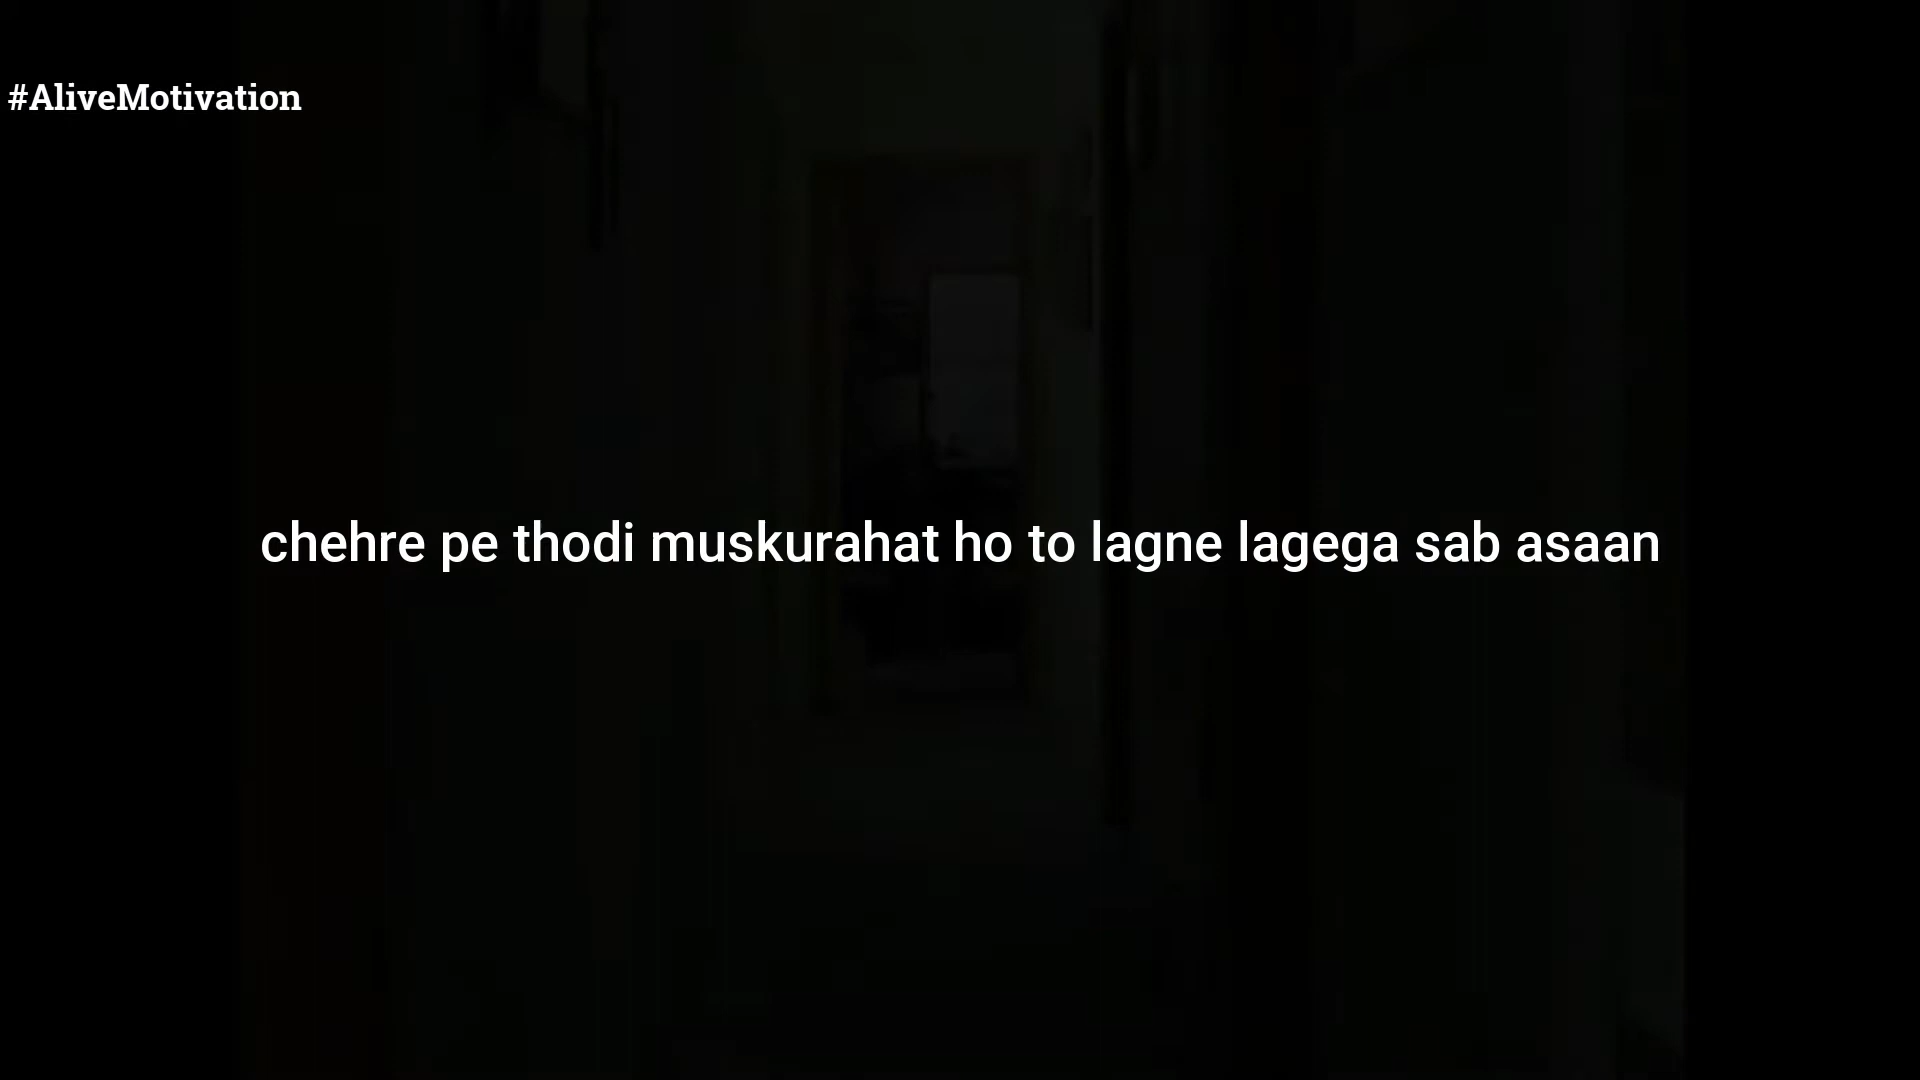 #AliveMotivation
chehre pe thodi muskurahat ho to lagne lagega sab asaan